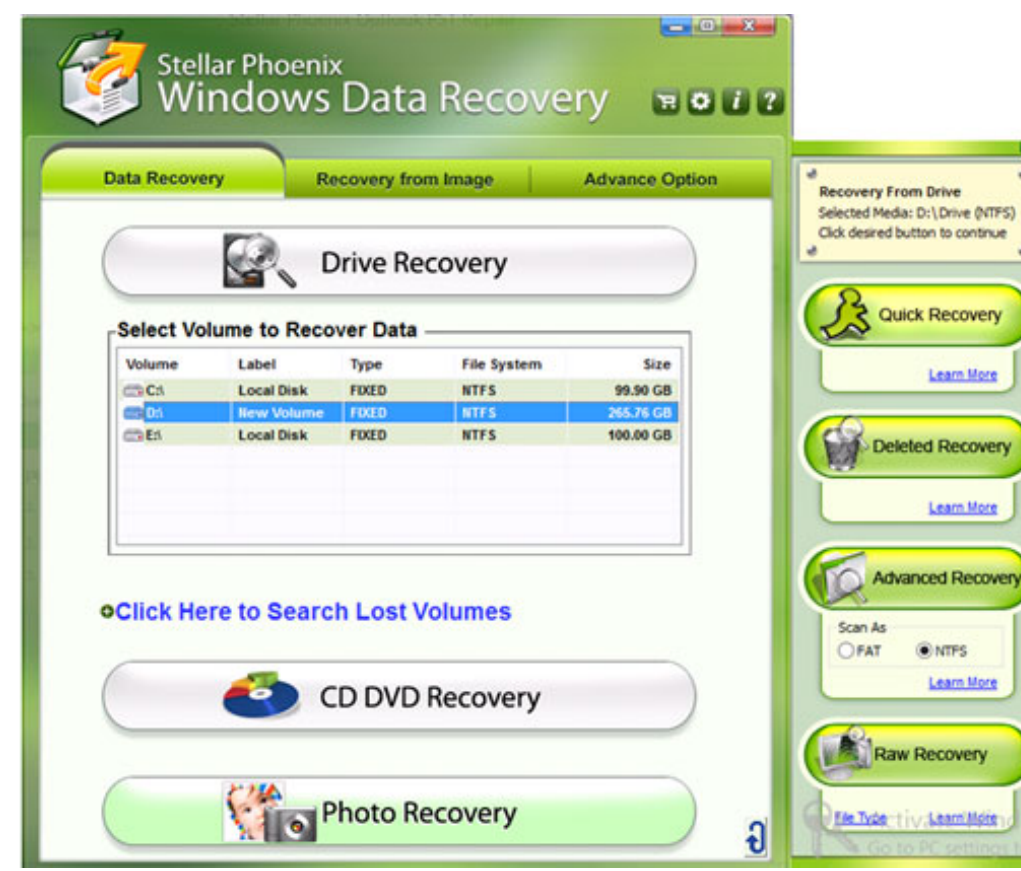 Stellar Phoenix
Windows Data Recovery
Data Recovery
Recovery from Image
Advance Option
Drive Recovery
Select Volume to Recover Data
Volume Label Type File System Size
C:\ Local Disk FIXED NTFS 99.90 GB
D:\ New Volume FIXED NTFS 265.76 GB
E:\ Local Disk FIXED NTFS 100.00 GB
Click Here to Search Lost Volumes
CD DVD Recovery
Photo Recovery
Recovery From Drive
Selected Media: D:\ Drive (NTFS)
Click desired button to continue
Quick Recovery
Learn More
Deleted Recovery
Learn More
Advanced Recovery
Scan As
FAT NTFS
Learn More
Raw Recovery
File Type Learn More
Go to PC settings